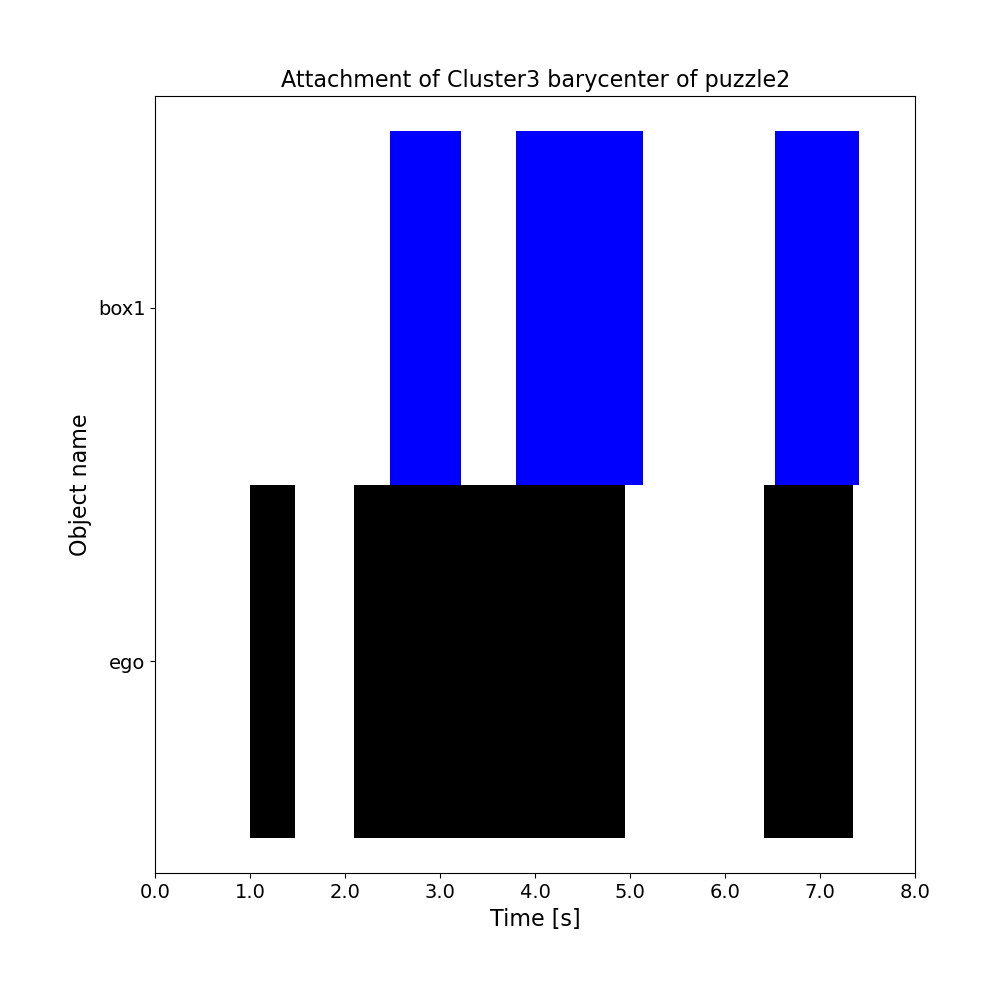 Attachment of Cluster3 barycenter of puzzle2
box1
ego
Object name
0.0 1.0 2.0 3.0 4.0 5.0 6.0 7.0 8.0
Time [s]